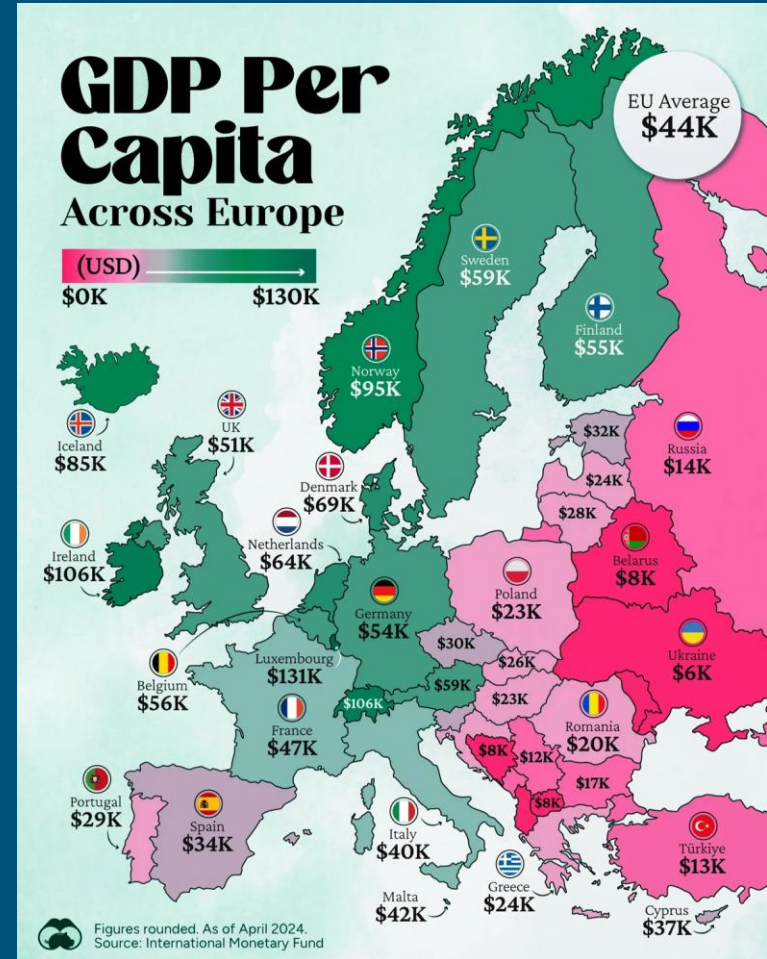 GDP Per
Capita
Across Europe
(USD)
$0K
$130K
EU Average
$44K
Sweden
$59K
Finland
$55K
Norway
$95K
Iceland
$85K
UK
$51K
Denmark
$69K
Netherlands
$64K
Ireland
$106K
$32K
$24K
$28K
Russia
$14K
Belarus
$8K
Poland
$23K
Germany
$54K
Ukraine
$6K
$30K
$26K
Luxembourg
$131K
Belgium
$56K
$59K
$106K
$23K
France
$47K
Romania
$20K
$8K
$12K
$17K
$8K
Portugal
$29K
Spain
$34K
Italy
$40K
Türkiye
$13K
Greece
$24K
Malta
$42K
Cyprus
$37K
Figures rounded. As of April 2024.
Source: International Monetary Fund